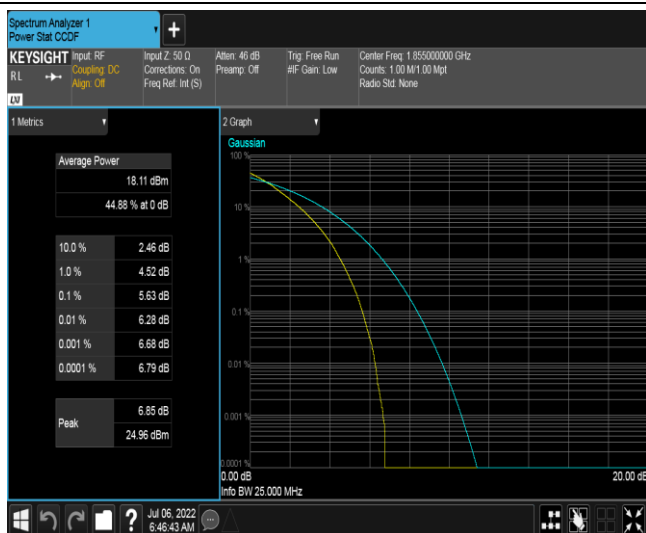 Spectrum Analyzer 1
Power Stat CCDF
KEYSIGHT
RL
LXI
Input: RF
Coupling: DC
Align: Off
Input Z: 50 Ω
Corrections: On
Freq Ref: Int (S)
Atten: 46 dB
Preamp: Off
Trig: Free Run
#IF Gain: Low
Center Freq: 1.855000000 GHz
Counts: 1.00 M/1.00 Mpt
Radio Std: None
1 Metrics
Average Power
18.11 dBm
44.88 % at 0 dB
10.0 % 2.46 dB
1.0 % 4.52 dB
0.1 % 5.63 dB
0.01 % 6.28 dB
0.001 % 6.68 dB
0.0001 % 6.79 dB
Peak
6.85 dB
24.96 dBm
2 Graph
Gaussian
100 %
10 %
1 %
0.1 %
0.01 %
0.001 %
0.0001 %
0.00 dB 20.00 dB
Info BW 25.000 MHz
Jul 06, 2022
6:46:43 AM